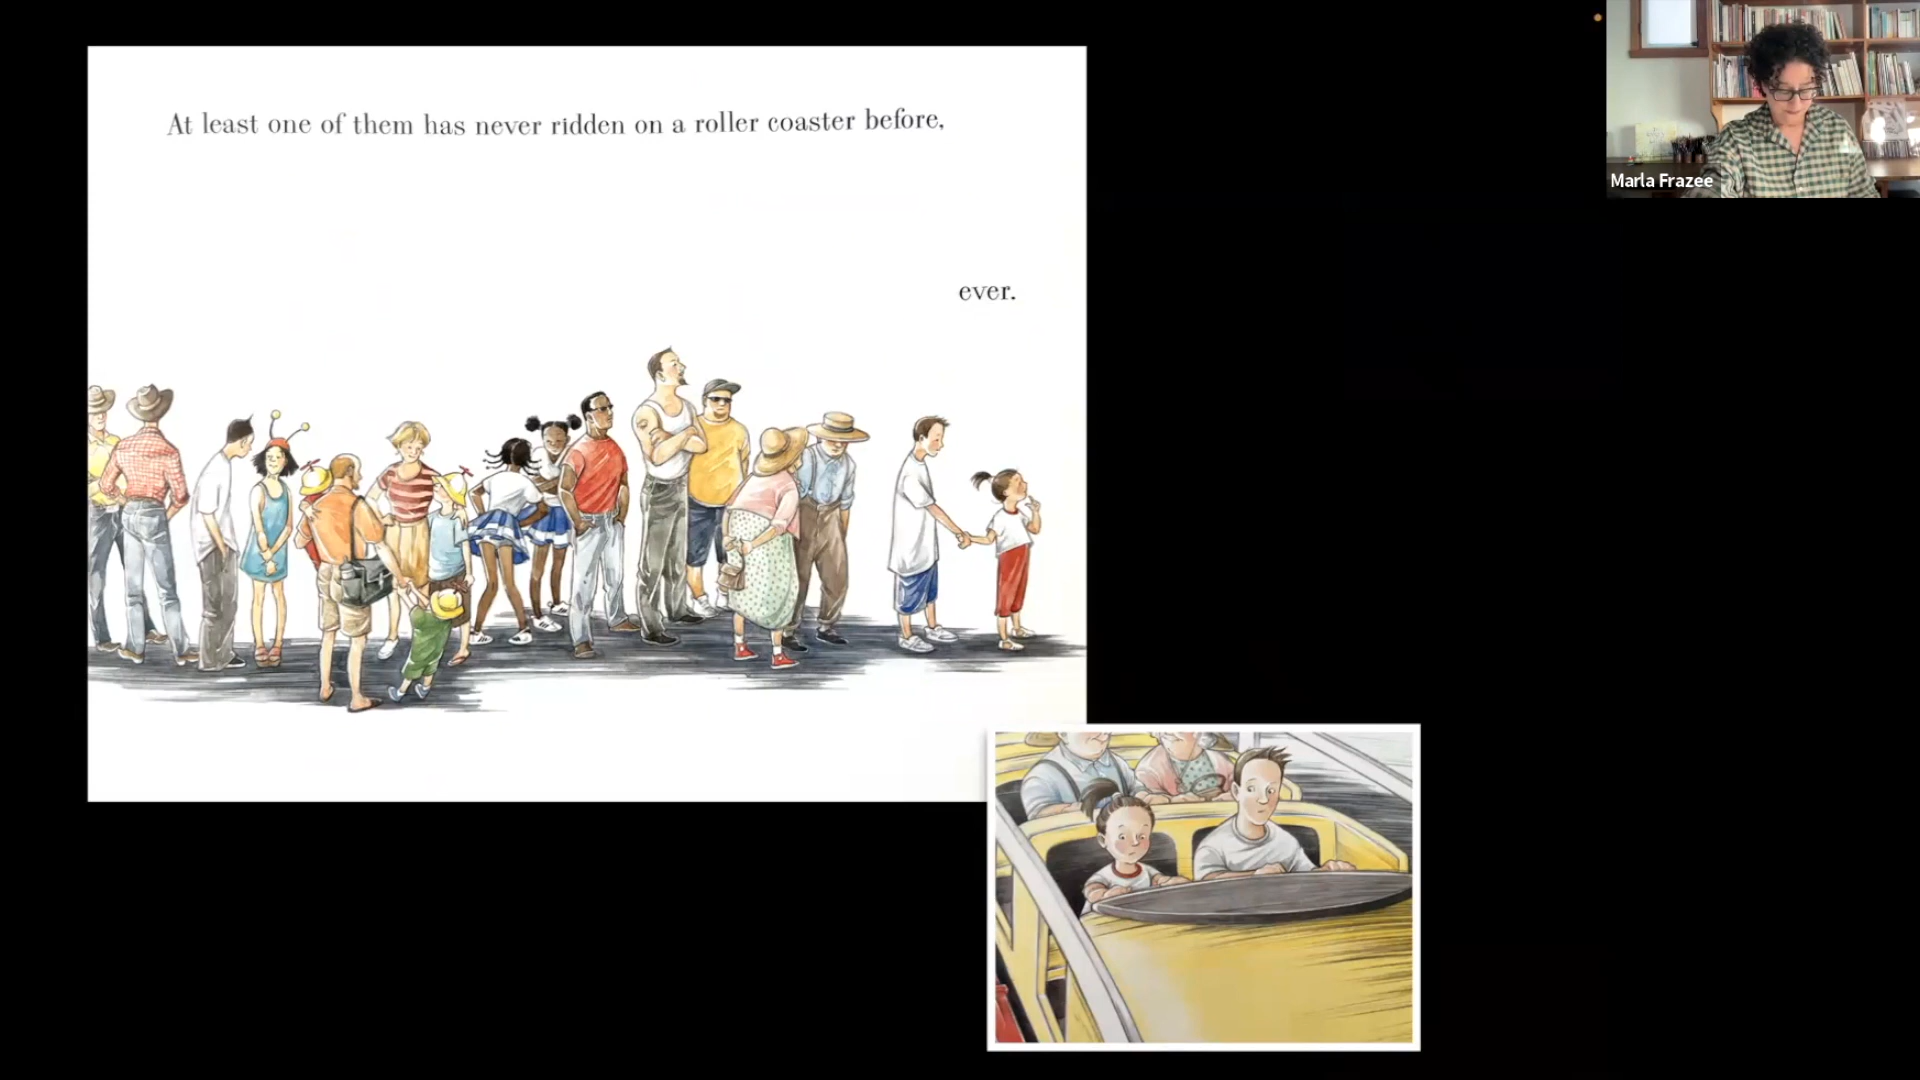 At least one of them has never ridden on a roller coaster before,
ever.
Marla Frazee